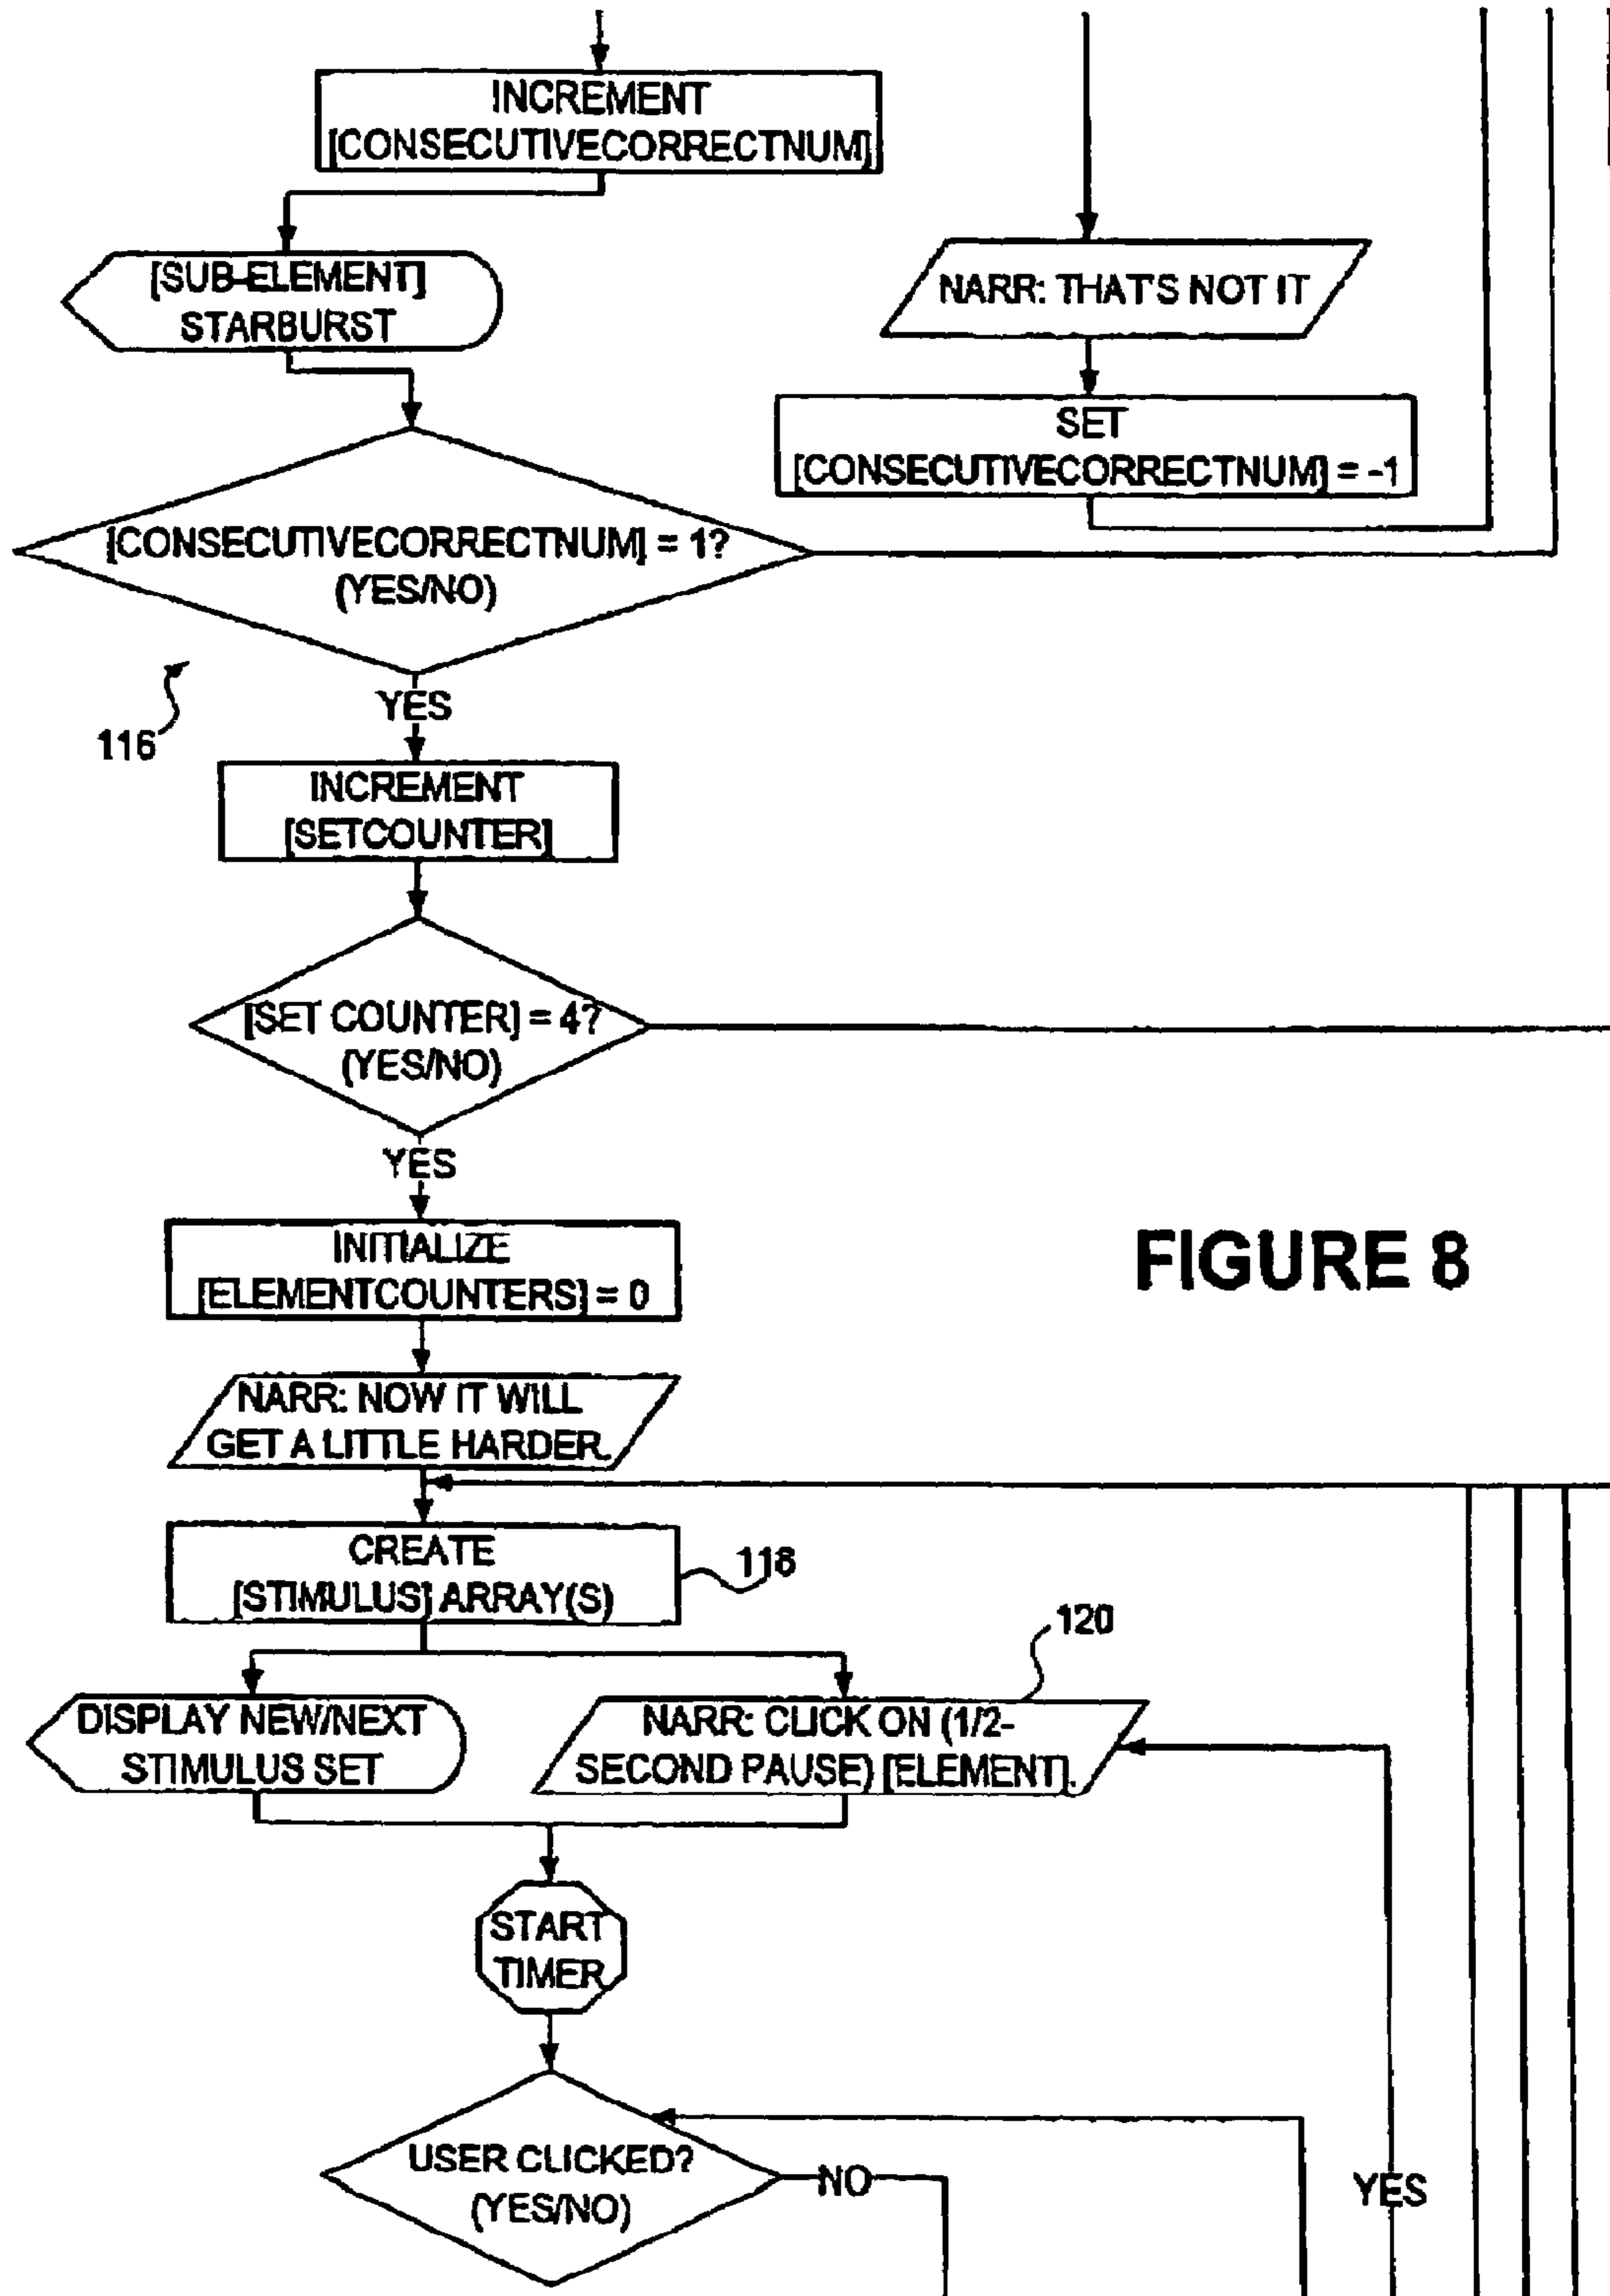 INCREMENT
[CONSECUTIVECORRECTNUM]
[SUB-ELEMENT]
STARBURST
NARR: THAT'S NOT IT
SET
[CONSECUTIVECORRECTNUM] = -1
[CONSECUTIVECORRECTNUM] = 1?
(YES/NO)
116
YES
INCREMENT
[SETCOUNTER]
[SET COUNTER] = 4?
(YES/NO)
YES
INITIALIZE
[ELEMENTCOUNTERS] = 0
FIGURE 8
NARR: NOW IT WILL
GET A LITTLE HARDER.
CREATE
[STIMULUS] ARRAY(S)
118
120
DISPLAY NEW/NEXT
STIMULUS SET
NARR: CLICK ON (1/2-
SECOND PAUSE) [ELEMENT].
START
TIMER
USER CLICKED?
(YES/NO)
NO
YES